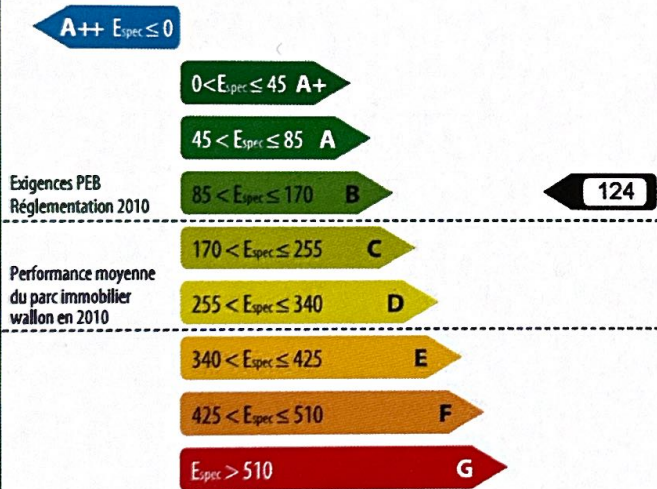 A++ Espec ≤ 0
0 < Espec ≤ 45 A+
45 < Espec ≤ 85 A
Exigences PEB
Réglementation 2010
85 < Espec ≤ 170 B
124
170 < Espec ≤ 255 C
Performance moyenne
du parc immobilier
wallon en 2010
255 < Espec ≤ 340 D
340 < Espec ≤ 425 E
425 < Espec ≤ 510 F
Espec > 510 G